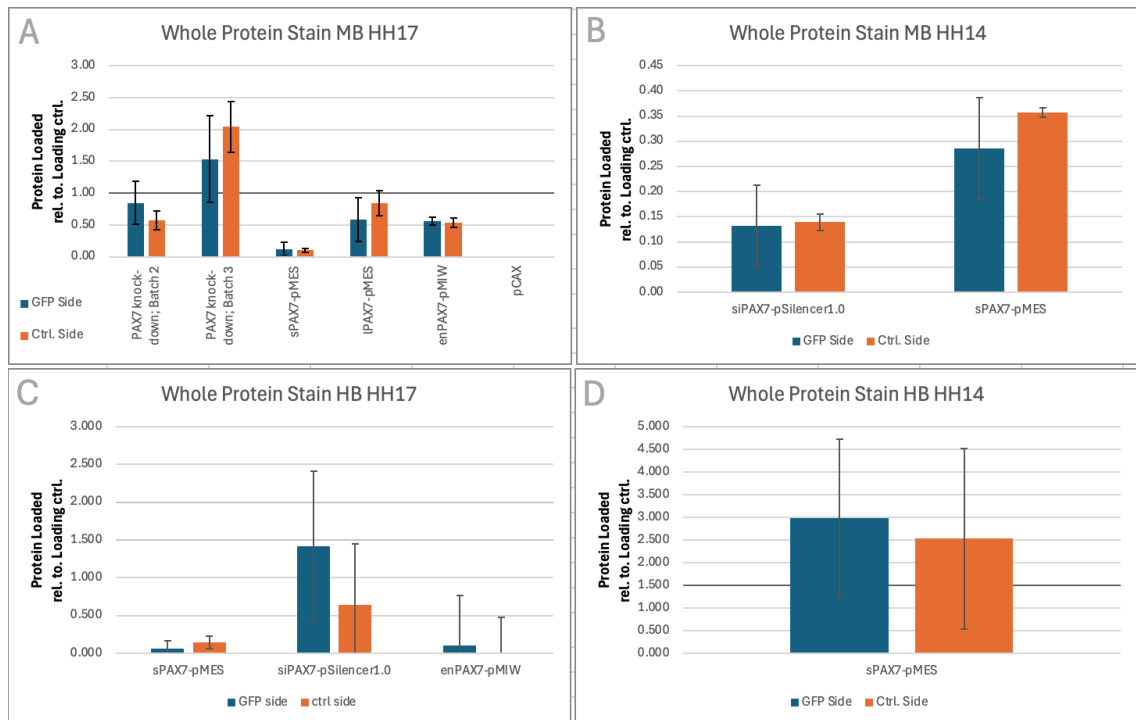 A
Whole Protein Stain MB HH17
Protein Loaded
rel. to. Loading ctrl.
3.00
2.50
2.00
1.50
1.00
0.50
0.00
PAX7 knock-
down; Batch 2
PAX7 knock-
down; Batch 3
sPAX7-pMES
lPAX7-pMES
enPAX7-pMIW
pCAX
GFP Side
Ctrl. Side
B
Whole Protein Stain MB HH14
Protein Loaded
rel. to. Loading ctrl.
0.45
0.40
0.35
0.30
0.25
0.20
0.15
0.10
0.05
0.00
siPAX7-pSilencer1.0
sPAX7-pMES
GFP Side
Ctrl. Side
C
Whole Protein Stain HB HH17
Protein Loaded
rel. to. Loading ctrl.
3.000
2.500
2.000
1.500
1.000
0.500
0.000
sPAX7-pMES
siPAX7-pSilencer1.0
enPAX7-pMIW
GFP side
ctrl side
D
Whole Protein Stain HB HH14
Protein Loaded
rel. to. Loading ctrl.
5.000
4.500
4.000
3.500
3.000
2.500
2.000
1.500
1.000
0.500
0.000
sPAX7-pMES
GFP Side
Ctrl. Side